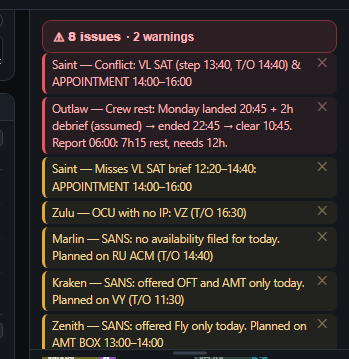 ⚠ 8 issues · 2 warnings
Saint — Conflict: VL SAT (step 13:40, T/O 14:40) &
APPOINTMENT 14:00–16:00
Outlaw — Crew rest: Monday landed 20:45 + 2h
debrief (assumed) → ended 22:45 → clear 10:45.
Report 06:00: 7h15 rest, needs 12h.
Saint — Misses VL SAT brief 12:20–14:40:
APPOINTMENT 14:00–16:00
Zulu — OCU with no IP: VZ (T/O 16:30)
Marlin — SANS: no availability filed for today.
Planned on RU ACM (T/O 14:40)
Kraken — SANS: offered OFT and AMT only today.
Planned on VY (T/O 11:30)
Zenith — SANS: offered Fly only today. Planned on
AMT BOX 13:00–14:00